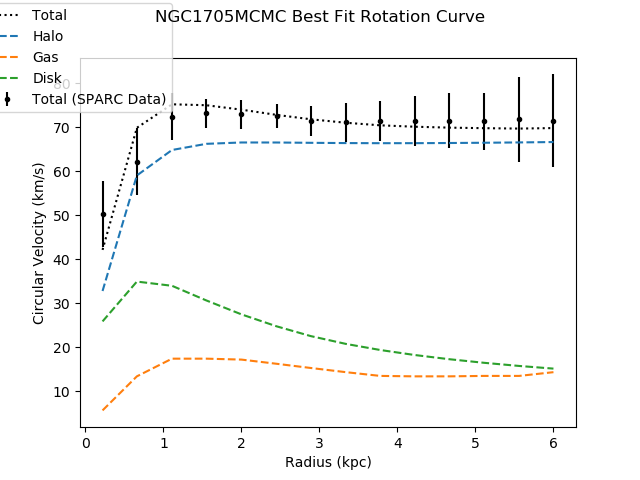 NGC1705MCMC Best Fit Rotation Curve
Total
Halo
Gas
Disk
Total (SPARC Data)
Circular Velocity (km/s)
80
70
60
50
40
30
20
10
0 1 2 3 4 5 6
Radius (kpc)